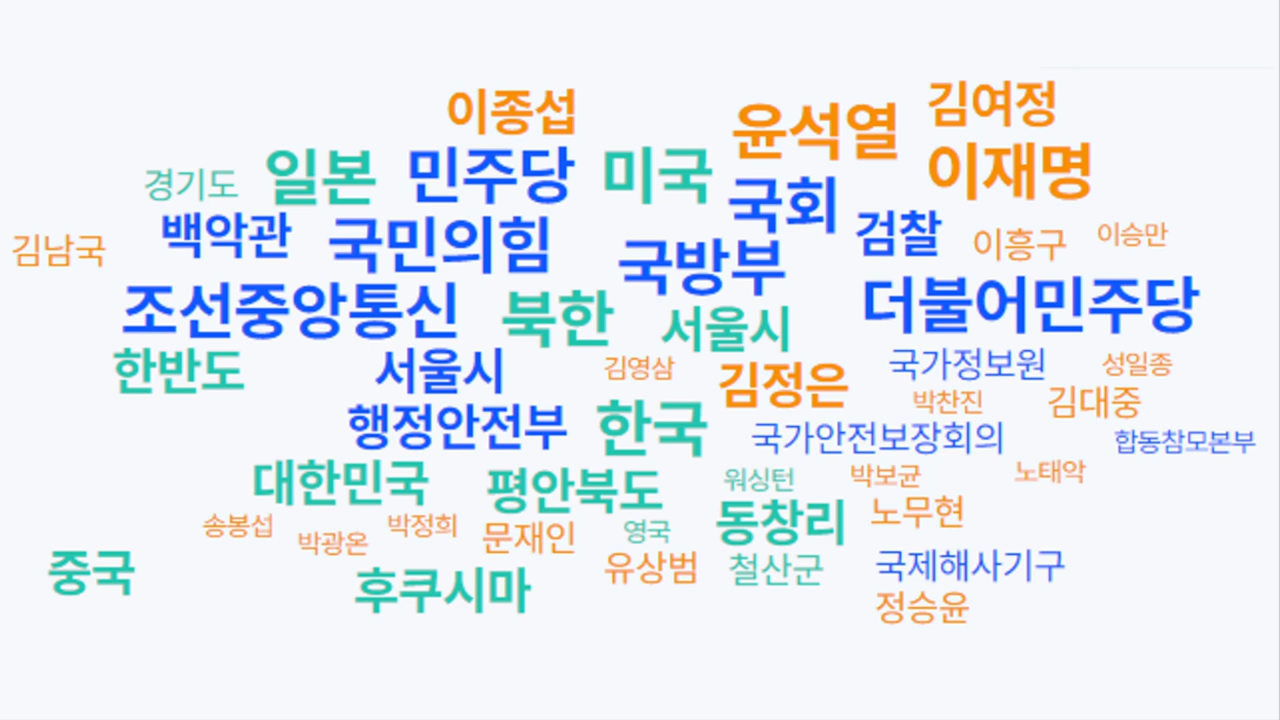 이종섭
윤석열
김여정
경기도
일본
민주당
미국
국회
이재명
김남국
백악관
국민의힘
국방부
검찰
이흥구
이승만
조선중앙통신
북한
서울시
더불어민주당
한반도
서울시
김영삼
김정은
국가정보원
성일종
박찬진
김대중
행정안전부
한국
국가안전보장회의
합동참모본부
대한민국
평안북도
워싱턴
박보균
노태악
송봉섭
박광온
박정희
문재인
영국
동창리
노무현
중국
후쿠시마
유상범
철산군
국제해사기구
정승윤